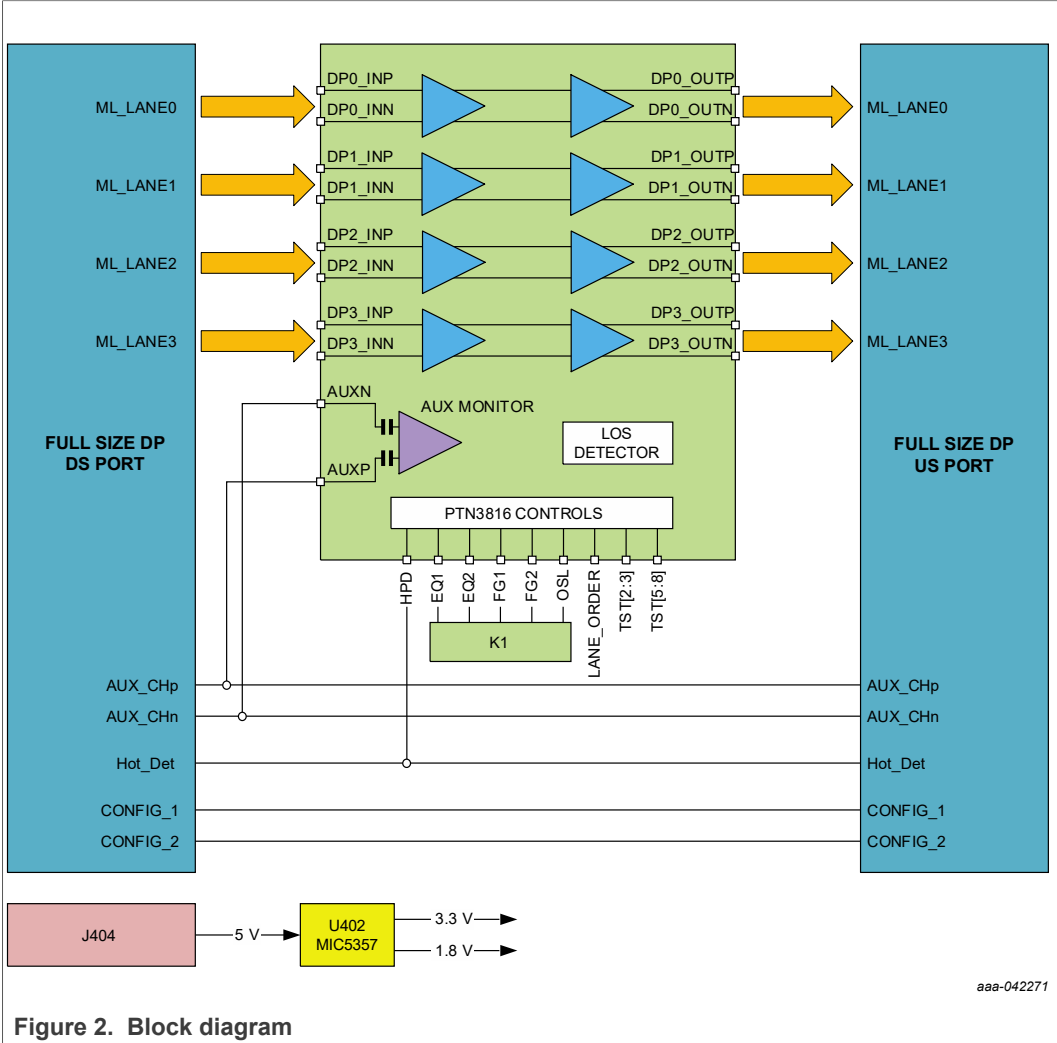 DP0_INP
DP0_OUTP
ML_LANE0
DP0_INN
DP0_OUTN
ML_LANE0
DP1_INP
DP1_OUTP
ML_LANE1
DP1_INN
DP1_OUTN
ML_LANE1
DP2_INP
DP2_OUTP
ML_LANE2
DP2_INN
DP2_OUTN
ML_LANE2
DP3_INP
DP3_OUTP
ML_LANE3
DP3_INN
DP3_OUTN
ML_LANE3
AUXN
AUX MONITOR
FULL SIZE DP
DS PORT
LOS
DETECTOR
FULL SIZE DP
US PORT
AUXP
PTN3816 CONTROLS
HPD
EQ1
EQ2
FG1
FG2
OSL
LANE_ORDER
TST[2:3]
TST[5:8]
K1
AUX_CHp
AUX_CHp
AUX_CHn
AUX_CHn
Hot_Det
Hot_Det
CONFIG_1
CONFIG_1
CONFIG_2
CONFIG_2
J404
5 V
U402
MIC5357
3.3 V
1.8 V
aaa-042271
Figure 2. Block diagram